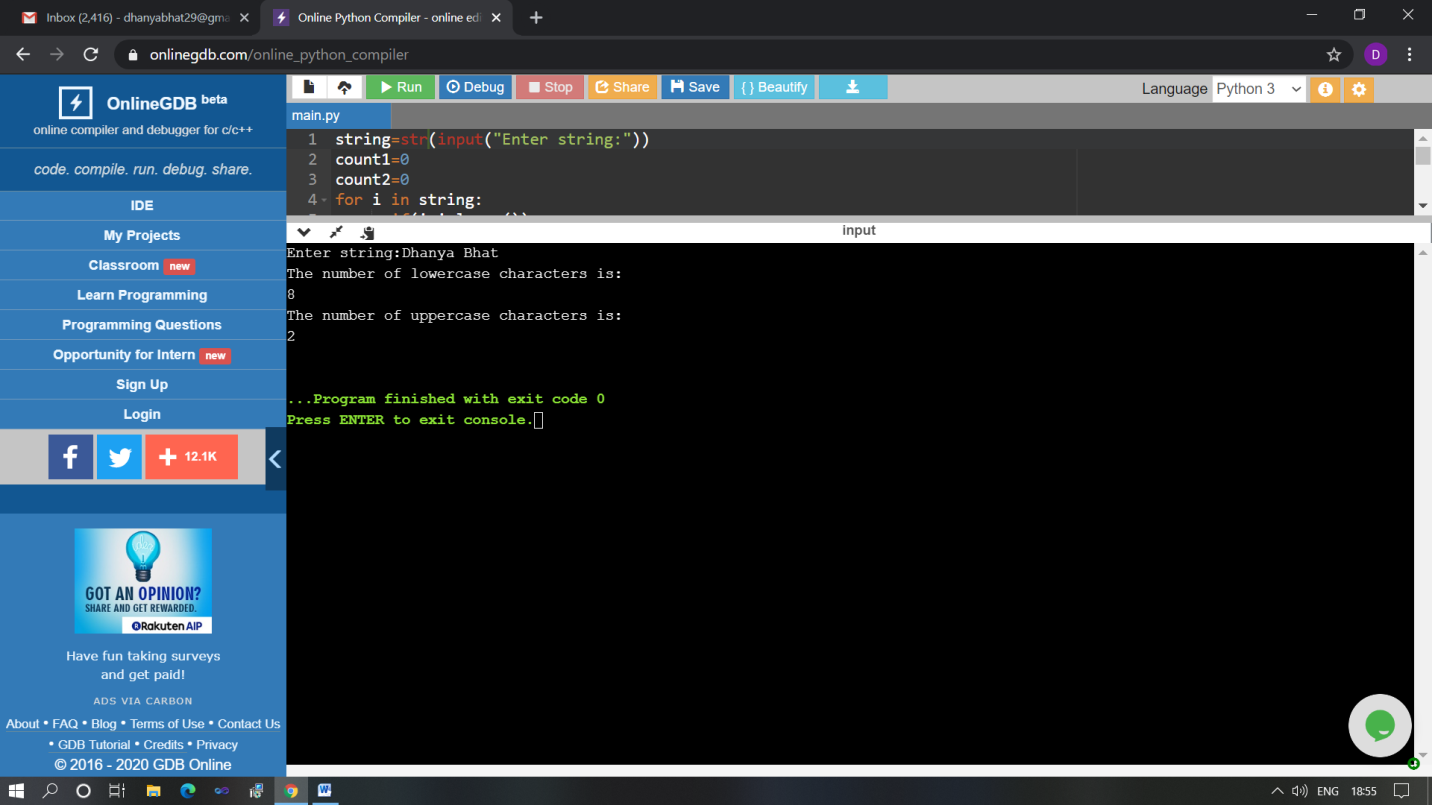 Inbox (2,416) - dhanyabhat29@gma
Online Python Compiler - online edi
onlinegdb.com/online_python_compiler
D
OnlineGDB beta
online compiler and debugger for c/c++
code. compile. run. debug. share.
IDE
My Projects
Classroom new
Learn Programming
Programming Questions
Opportunity for Intern new
Sign Up
Login
12.1K
GOT AN OPINION?
SHARE AND GET REWARDED.
Rakuten AIP
Have fun taking surveys
and get paid!
ADS VIA CARBON
About • FAQ • Blog • Terms of Use • Contact Us
• GDB Tutorial • Credits • Privacy
© 2016 - 2020 GDB Online
Run Debug Stop Share Save { } Beautify
Language Python 3
main.py
1 string=str(input("Enter string:"))
2 count1=0
3 count2=0
4 for i in string:
input
Enter string:Dhanya Bhat
The number of lowercase characters is:
8
The number of uppercase characters is:
2
...Program finished with exit code 0
Press ENTER to exit console.
ENG 18:55